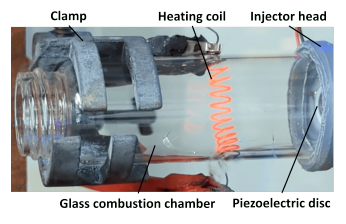 Clamp
Heating coil
Injector head
Glass combustion chamber
Piezoelectric disc